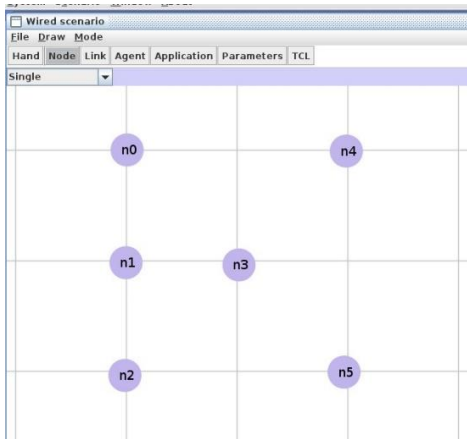 Wired scenario
File Draw Mode
Hand Node Link Agent Application Parameters TCL
Single
n0 n4
n1 n3
n2 n5